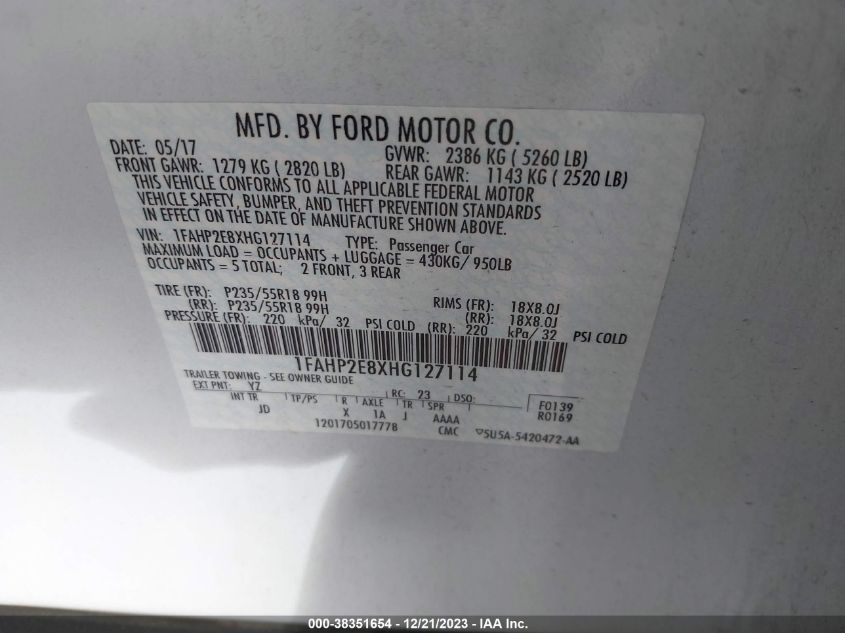 MFD. BY FORD MOTOR CO.
DATE: 05/17 GVWR: 2386 KG ( 5260 LB)
FRONT GAWR: 1279 KG ( 2820 LB) REAR GAWR: 1143 KG ( 2520 LB)
THIS VEHICLE CONFORMS TO ALL APPLICABLE FEDERAL MOTOR
VEHICLE SAFETY, BUMPER, AND THEFT PREVENTION STANDARDS
IN EFFECT ON THE DATE OF MANUFACTURE SHOWN ABOVE.
VIN: 1FAHP2E8XHG127114 TYPE: Passenger Car
MAXIMUM LOAD = OCCUPANTS + LUGGAGE = 430KG/ 950LB
OCCUPANTS = 5 TOTAL; 2 FRONT, 3 REAR
TIRE (FR): P235/55R18 99H RIMS (FR): 18X8.0J
(RR): P235/55R18 99H (RR): 18X8.0J
PRESSURE (FR): 220 kPa/ 32 PSI COLD (RR): 220 kPa/ 32 PSI COLD
1FAHP2E8XHG127114
TRAILER TOWING - SEE OWNER GUIDE
EXT PNT: YZ RC: 23 DSO: F0139
INT TR TP/PS R AXLE TR SPR R0169
JD X 1A J AAAA
1201705017778 CMC ▽5U5A-5420472-AA
000-38351654 - 12/21/2023 - IAA Inc.